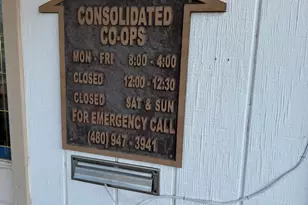 CONSOLIDATED
CO-OPS
MON - FRI 8:00 - 4:00
CLOSED 12:00 - 12:30
CLOSED SAT & SUN
FOR EMERGENCY CALL
(480) 947 - 3941